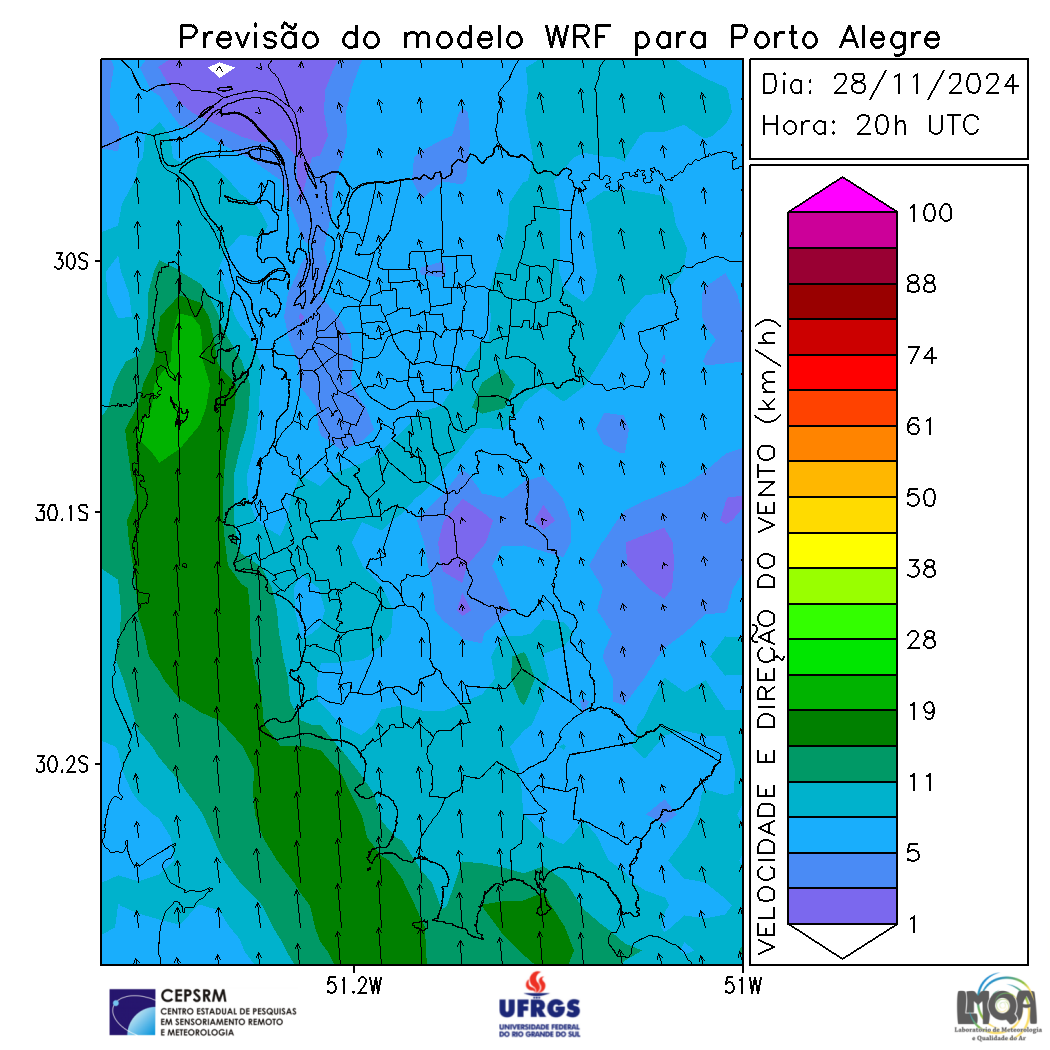 Previsão do modelo WRF para Porto Alegre
Dia: 28/11/2024
Hora: 20h UTC
30S
30.1S
30.2S
51.2W
51W
VELOCIDADE E DIREÇÃO DO VENTO (km/h)
100
88
74
61
50
38
28
19
11
5
1
CEPSRM
CENTRO ESTADUAL DE PESQUISAS
EM SENSORIAMENTO REMOTO
E METEOROLOGIA
UFRGS
UNIVERSIDADE FEDERAL
DO RIO GRANDE DO SUL
LMQA
Laboratório de Meteorologia
e Qualidade do Ar